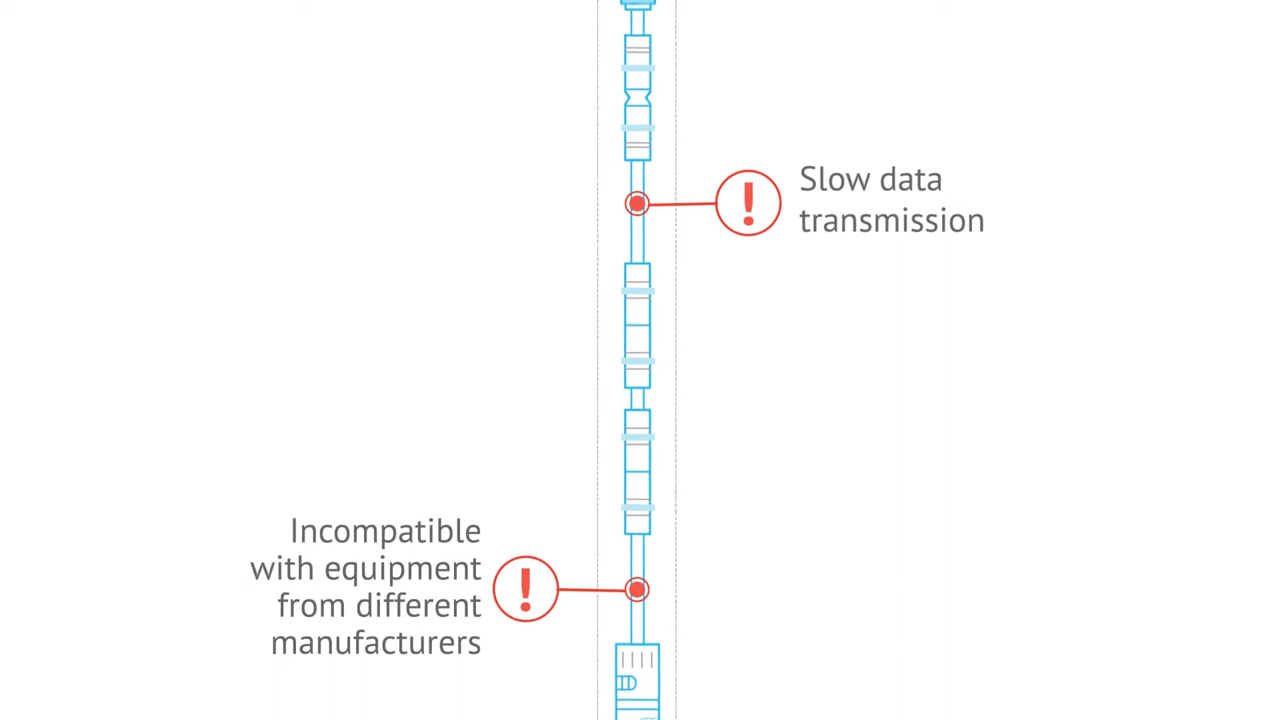 Slow data
transmission
Incompatible
with equipment
from different
manufacturers